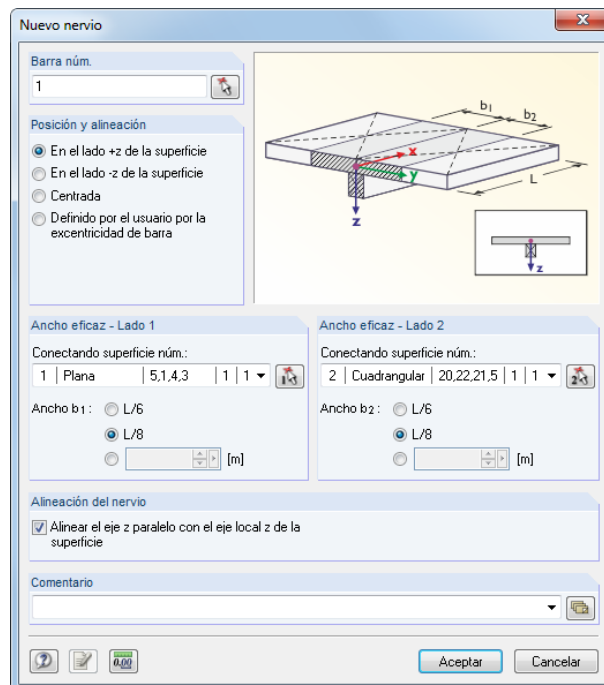 Nuevo nervio
Barra núm.
1
Posición y alineación
En el lado +z de la superficie
En el lado -z de la superficie
Centrada
Definido por el usuario por la
excentricidad de barra
b1
b2
x
y
L
z
z
Ancho eficaz - Lado 1
Conectando superficie núm.:
1 | Plana | 5,1,4,3 | 1 | 1
1
Ancho b1 :
L/6
L/8
[m]
Ancho eficaz - Lado 2
Conectando superficie núm.:
2 | Cuadrangular | 20,22,21,5 | 1 | 1
2
Ancho b2 :
L/6
L/8
[m]
Alineación del nervio
Alinear el eje z paralelo con el eje local z de la
superficie
Comentario
0.00
Aceptar
Cancelar